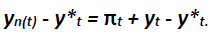 yn(t) - y*t = πt + yt - y*t.